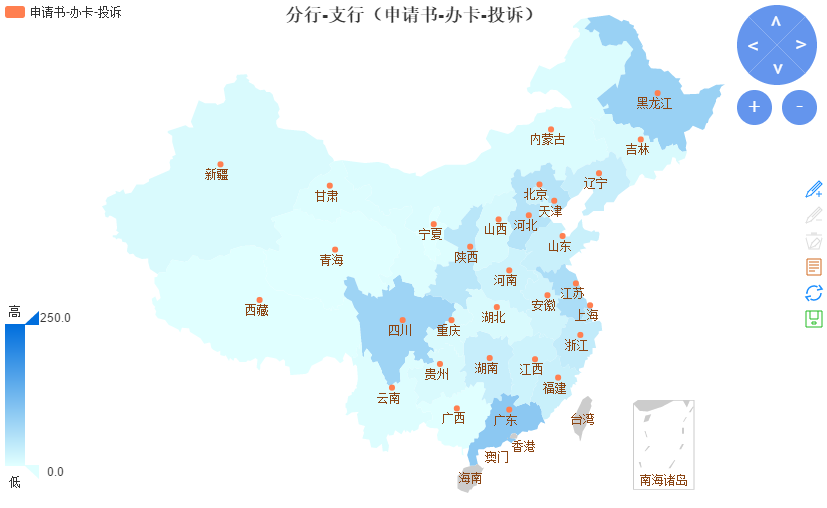 申请书-办卡-投诉
分行-支行（申请书-办卡-投诉）
黑龙江
内蒙古
吉林
新疆
甘肃
北京
辽宁
天津
宁夏
山西
河北
山东
青海
陕西
河南
西藏
安徽
江苏
上海
高
250.0
四川
重庆
湖北
浙江
贵州
湖南
江西
福建
云南
广西
广东
台湾
香港
澳门
海南
南海诸岛
0.0
低